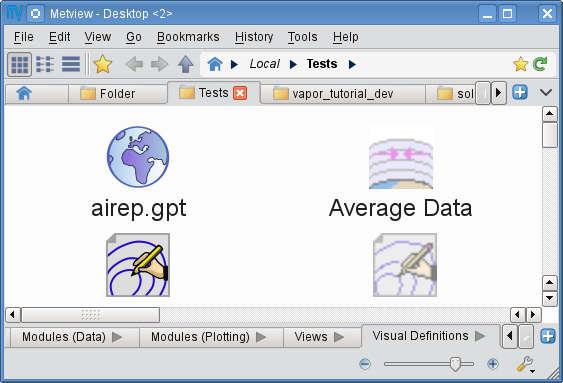 Metview - Desktop <2>
File Edit View Go Bookmarks History Tools Help
Local Tests
Folder Tests vapor_tutorial_dev sol
airep.gpt Average Data
Modules (Data) Modules (Plotting) Views Visual Definitions